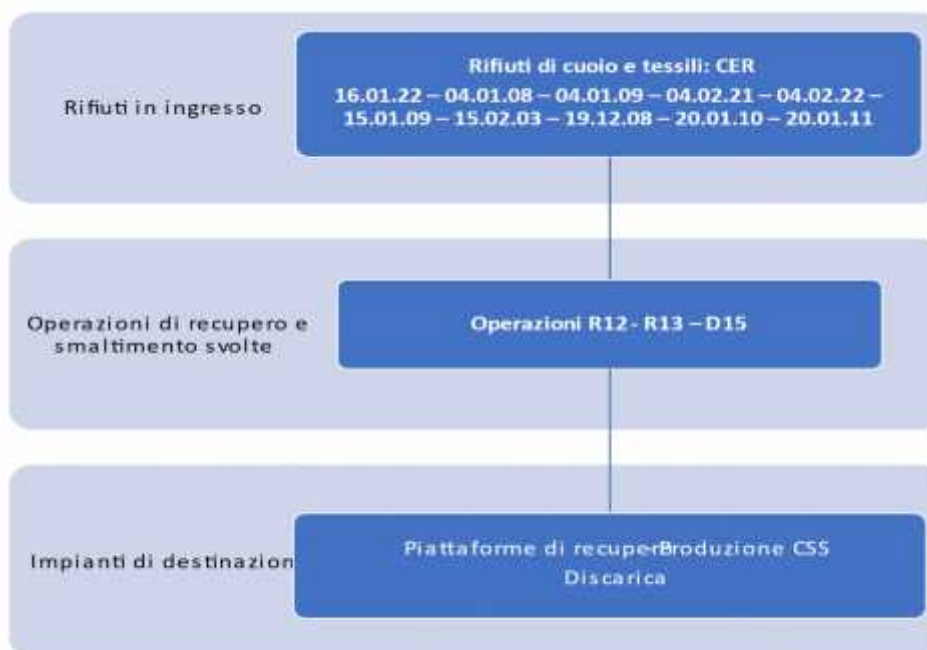 Rifiuti in ingresso
Rifiuti di cuoio e tessili: CER
16.01.22 – 04.01.08 – 04.01.09 – 04.02.21 – 04.02.22 –
15.01.09 – 15.02.03 – 19.12.08 – 20.01.10 – 20.01.11
Operazioni di recupero e
smaltimento svolte
Operazioni R12- R13 – D15
Impianti di destinazion
Piattaforme di recupero-Produzione CSS
Discarica